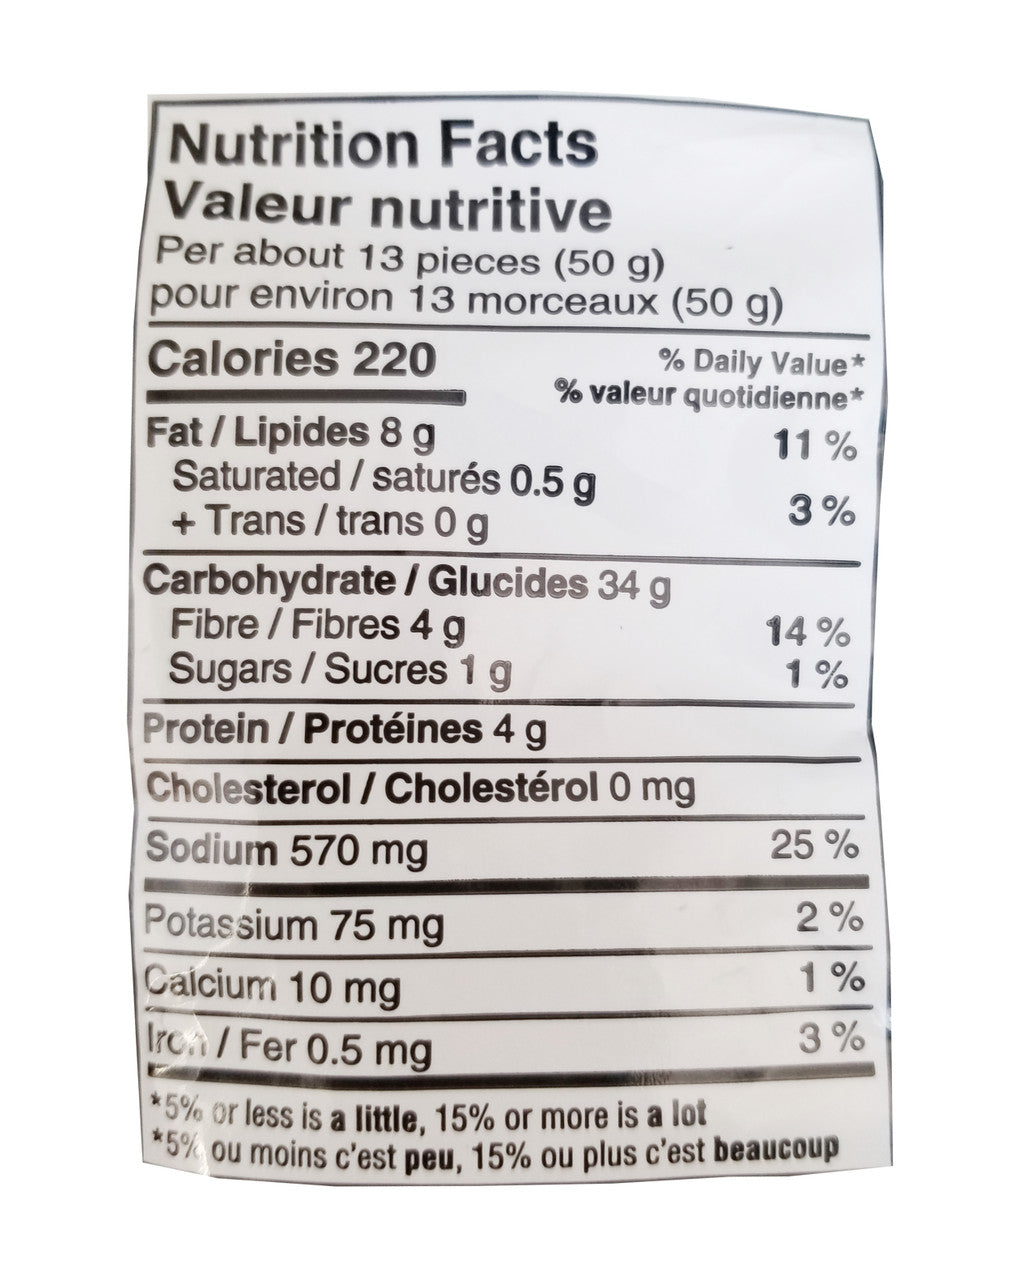 Nutrition Facts
Valeur nutritive
Per about 13 pieces (50 g)
pour environ 13 morceaux (50 g)
Calories 220
% Daily Value*
% valeur quotidienne*
Fat / Lipides 8 g 11 %
Saturated / saturés 0.5 g
+ Trans / trans 0 g 3 %
Carbohydrate / Glucides 34 g
Fibre / Fibres 4 g 14 %
Sugars / Sucres 1 g 1 %
Protein / Protéines 4 g
Cholesterol / Cholestérol 0 mg
Sodium 570 mg 25 %
Potassium 75 mg 2 %
Calcium 10 mg 1 %
Iron / Fer 0.5 mg 3 %
*5% or less is a little, 15% or more is a lot
*5% ou moins c'est peu, 15% ou plus c'est beaucoup